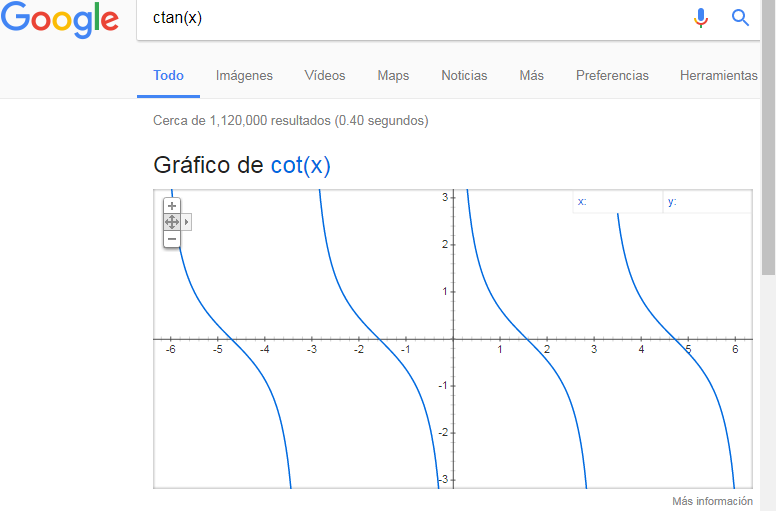 Google
ctan(x)
Todo Imágenes Vídeos Maps Noticias Más Preferencias Herramientas
Cerca de 1,120,000 resultados (0.40 segundos)
Gráfico de cot(x)
x: y:
3
2
1
-6 -5 -4 -3 -2 -1 1 2 3 4 5 6
-1
-2
-3
Más información